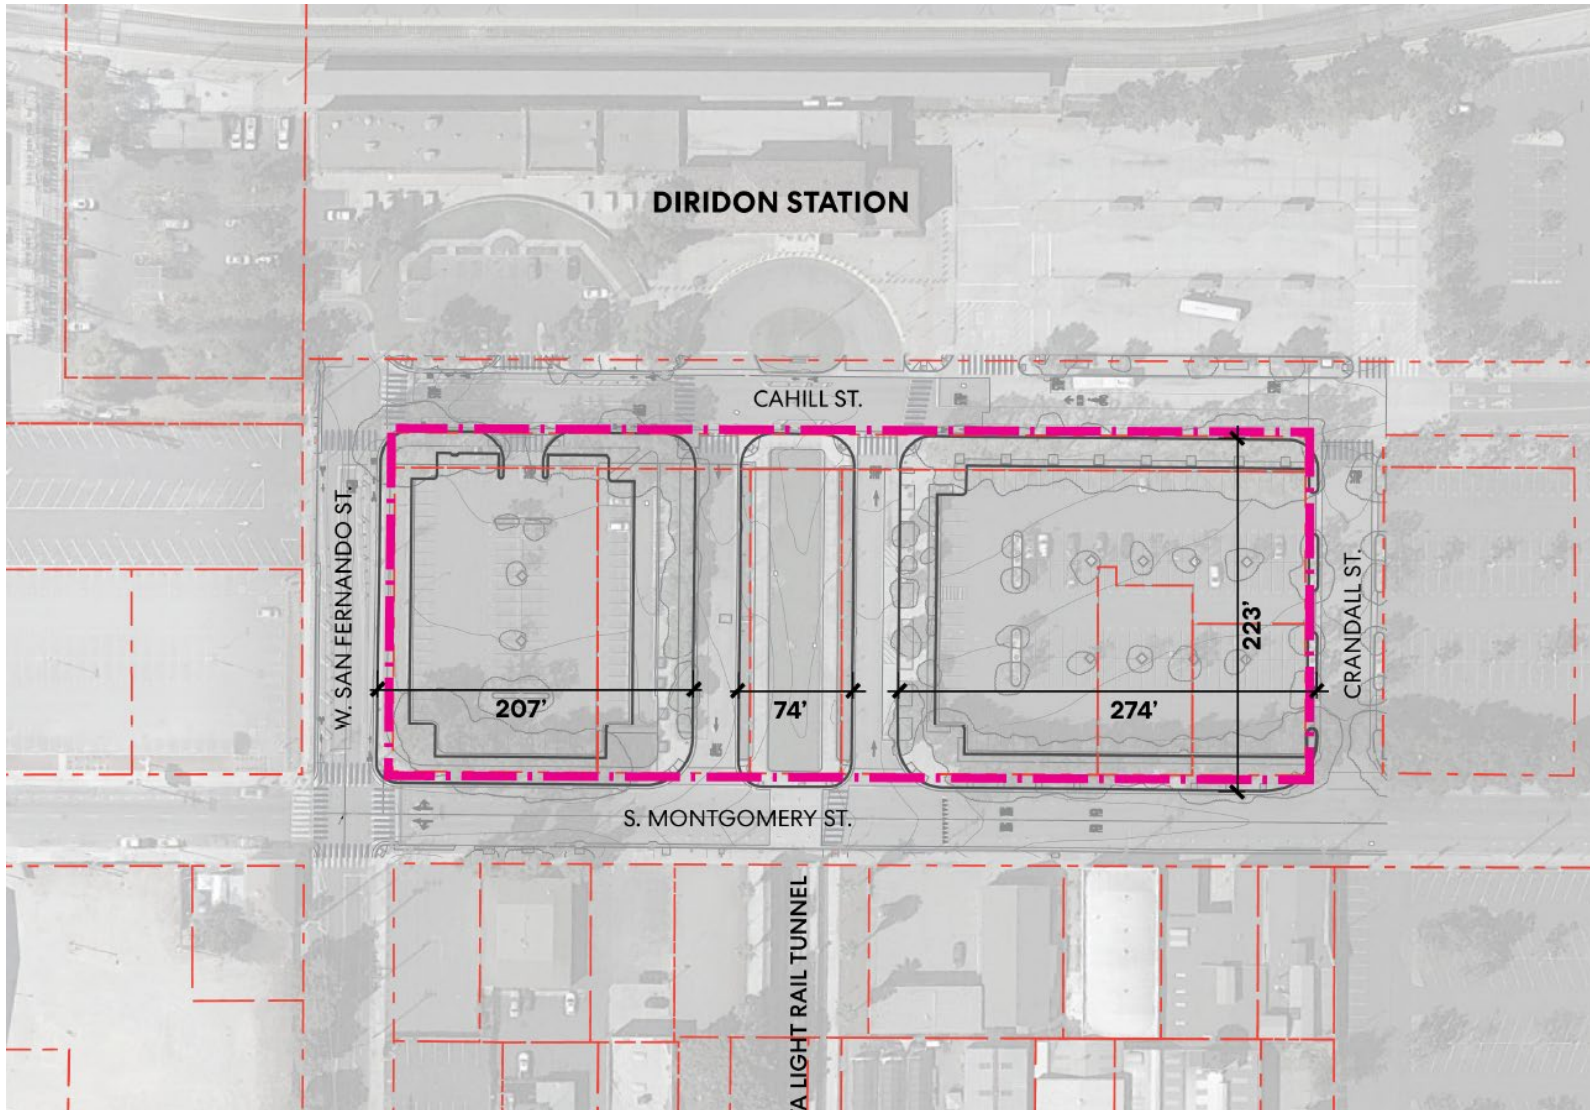 DIRIDON STATION
CAHILL ST.
W. SAN FERNANDO ST.
223'
CRANDALL ST.
207'
74'
274'
S. MONTGOMERY ST.
LIGHT RAIL TUNNEL